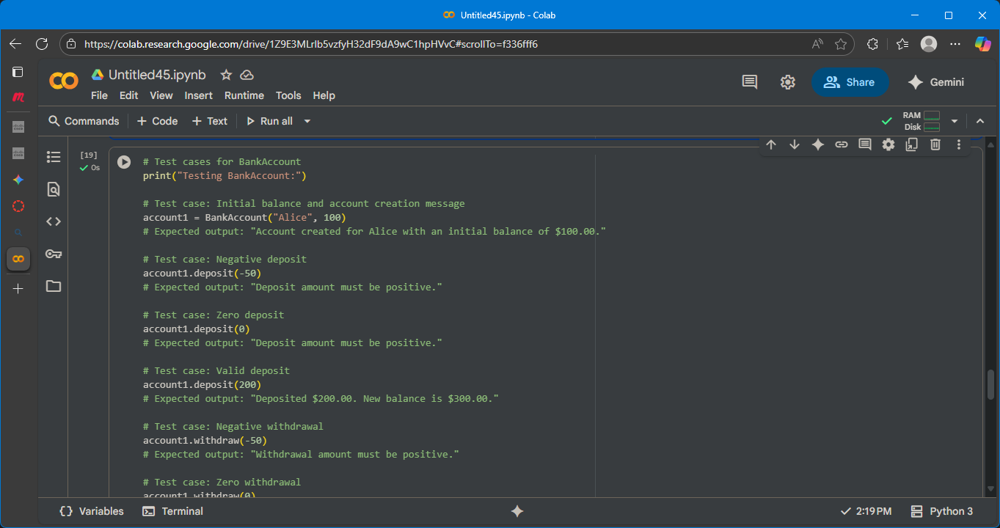 Untitled45.ipynb - Colab
https://colab.research.google.com/drive/1Z9E3MLrIb5vzfyH32dF9dA9wC1hpHVvC#scrollTo=f336fff6
Untitled45.ipynb
File Edit View Insert Runtime Tools Help
Share
Gemini
Commands + Code + Text Run all
RAM
Disk
[19]
0s
# Test cases for BankAccount
print("Testing BankAccount:")
# Test case: Initial balance and account creation message
account1 = BankAccount("Alice", 100)
# Expected output: "Account created for Alice with an initial balance of $100.00."
# Test case: Negative deposit
account1.deposit(-50)
# Expected output: "Deposit amount must be positive."
# Test case: Zero deposit
account1.deposit(0)
# Expected output: "Deposit amount must be positive."
# Test case: Valid deposit
account1.deposit(200)
# Expected output: "Deposited $200.00. New balance is $300.00."
# Test case: Negative withdrawal
account1.withdraw(-50)
# Expected output: "Withdrawal amount must be positive."
# Test case: Zero withdrawal
account1.withdraw(0)
Variables Terminal
2:19 PM Python 3